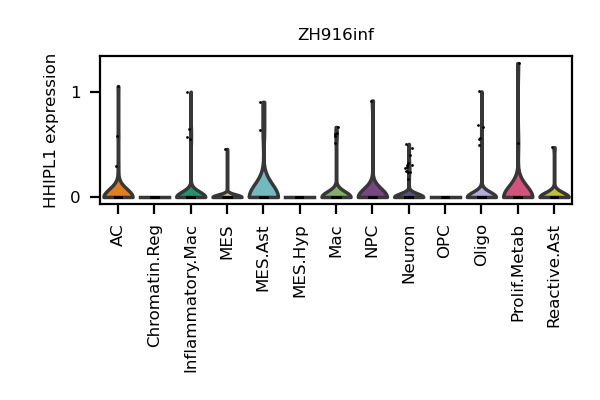 ZH916inf
HHIPL1 expression
1
0
AC
Chromatin.Reg
Inflammatory.Mac
MES
MES.Ast
MES.Hyp
Mac
NPC
Neuron
OPC
Oligo
Prolif.Metab
Reactive.Ast